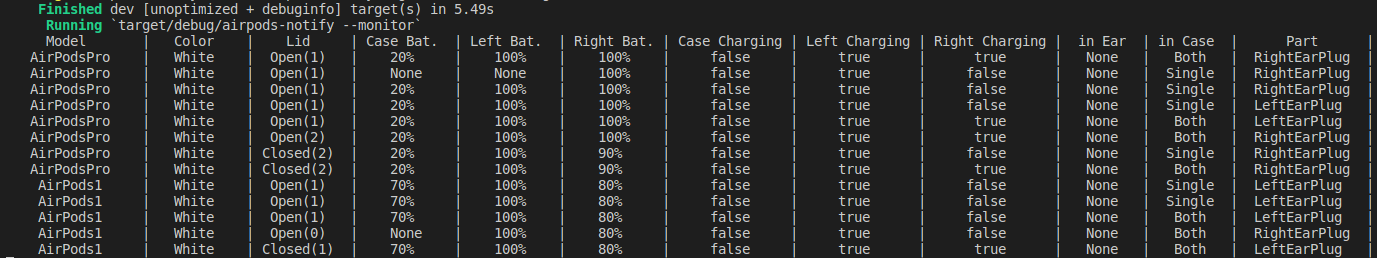 Finished dev [unoptimized + debuginfo] target(s) in 5.49s
Running `target/debug/airpods-notify --monitor`
Model | Color | Lid | Case Bat. | Left Bat. | Right Bat. | Case Charging | Left Charging | Right Charging | in Ear | in Case | Part |
AirPodsPro | White | Open(1) | 20% | 100% | 100% | false | true | true | None | Both | RightEarPlug |
AirPodsPro | White | Open(1) | None | None | 100% | false | true | false | None | Single | RightEarPlug |
AirPodsPro | White | Open(1) | 20% | 100% | 100% | false | true | false | None | Single | RightEarPlug |
AirPodsPro | White | Open(1) | 20% | 100% | 100% | false | true | false | None | Single | LeftEarPlug |
AirPodsPro | White | Open(1) | 20% | 100% | 100% | false | true | true | None | Both | LeftEarPlug |
AirPodsPro | White | Open(2) | 20% | 100% | 100% | false | true | true | None | Both | RightEarPlug |
AirPodsPro | White | Closed(2) | 20% | 100% | 90% | false | true | false | None | Single | RightEarPlug |
AirPodsPro | White | Closed(2) | 20% | 100% | 90% | false | true | true | None | Both | RightEarPlug |
AirPods1 | White | Open(1) | 70% | 100% | 80% | false | true | false | None | Single | LeftEarPlug |
AirPods1 | White | Open(1) | 70% | 100% | 80% | false | true | false | None | Single | LeftEarPlug |
AirPods1 | White | Open(1) | 70% | 100% | 80% | false | true | false | None | Both | LeftEarPlug |
AirPods1 | White | Open(0) | None | 100% | 80% | false | true | false | None | Both | RightEarPlug |
AirPods1 | White | Closed(1) | 70% | 100% | 80% | false | true | true | None | Both | LeftEarPlug |